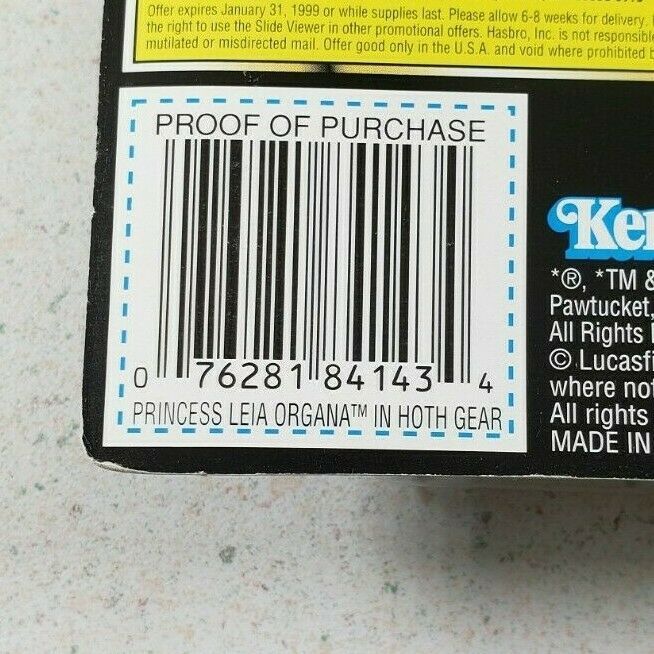 Offer expires January 31, 1999 or while supplies last. Please allow 6-8 weeks for delivery.
the right to use the Slide Viewer in other promotional offers. Hasbro, Inc. is not responsible
mutilated or misdirected mail. Offer good only in the U.S.A. and void where prohibited b
PROOF OF PURCHASE
0 76281 84143 4
PRINCESS LEIA ORGANA™ IN HOTH GEAR
Ken
*®, *TM &
Pawtucket,
All Rights
© Lucasfi
where not
All rights
MADE IN